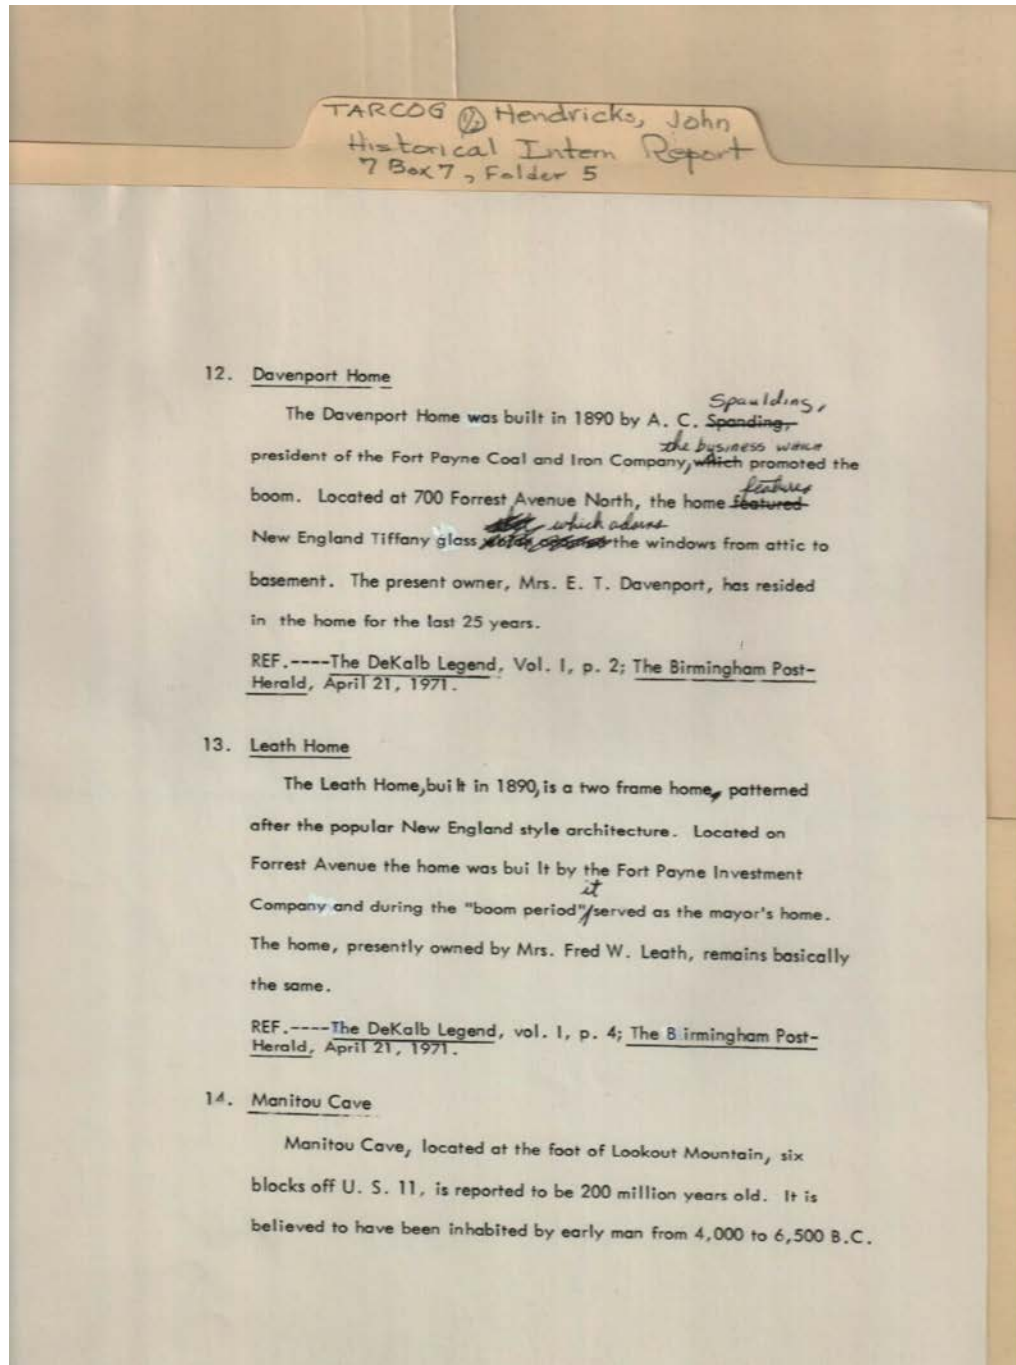 TARCOG Hendricks, John
Historical Intern Report
7 Box 7, Folder 5
12. Davenport Home
Spaulding,
The Davenport Home was built in 1890 by A. C. Spanding,
the business which
president of the Fort Payne Coal and Iron Company, which promoted the
features
boom. Located at 700 Forrest Avenue North, the home featured
which adorns
New England Tiffany glass the windows from attic to
basement. The present owner, Mrs. E. T. Davenport, has resided
in the home for the last 25 years.
REF.----The DeKalb Legend, Vol. I, p. 2; The Birmingham Post-
Herald, April 21, 1971.
13. Leath Home
The Leath Home, built in 1890, is a two frame home, patterned
after the popular New England style architecture. Located on
Forrest Avenue the home was bui lt by the Fort Payne Investment
it
Company and during the "boom period"/served as the mayor's home.
The home, presently owned by Mrs. Fred W. Leath, remains basically
the same.
REF.----The DeKalb Legend, vol. I, p. 4; The Birmingham Post-
Herald, April 21, 1971.
14. Manitou Cave
Manitou Cave, located at the foot of Lookout Mountain, six
blocks off U. S. 11, is reported to be 200 million years old. It is
believed to have been inhabited by early man from 4,000 to 6,500 B.C.